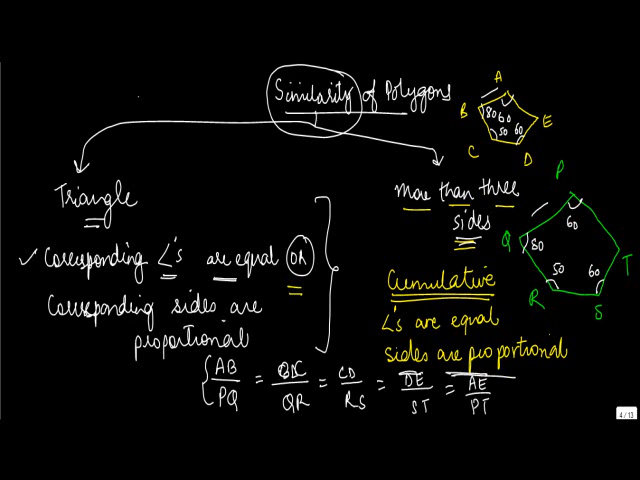 Similarity of Polygons
A
B
80
60
50
60
E
C
D
Triangle
✓ Corresponding ∠'s are equal OR
Corresponding sides are
proportional
More than three
sides
Cumulative
∠'s are equal
sides are proportional
P
60
Q
80
50
60
T
R
S
AB/PQ = BC/QR = CD/RS = DE/ST = AE/PT
4 / 13